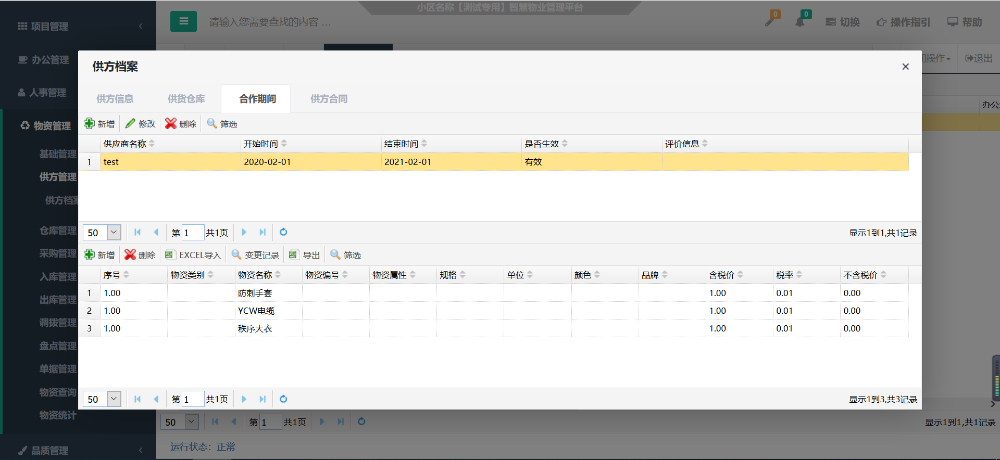 小区名称【测试专用】智慧物业管理平台
请输入您需要查找的内容 …
0
0
切换
操作指引
帮助
操作
退出
项目管理
办公管理
人事管理
物资管理
基础管理
供方管理
供方档案
仓库管理
采购管理
入库管理
出库管理
调拨管理
盘点管理
单据管理
物资查询
物资统计
品质管理
办公
供方档案
供方信息 供货仓库 合作期间 供方合同
新增 修改 删除 筛选
供应商名称 开始时间 结束时间 是否生效 评价信息
1 test 2020-02-01 2021-02-01 有效
50 第 1 共1页 显示1到1,共1记录
新增 删除 EXCEL导入 变更记录 导出 筛选
序号 物资类别 物资名称 物资编号 物资属性 规格 单位 颜色 品牌 含税价 税率 不含税价
1 1.00 防刺手套 1.00 0.01 0.00
2 1.00 YCW电缆 1.00 0.01 0.00
3 1.00 秩序大衣 1.00 0.01 0.00
50 第 1 共1页 显示1到3,共3记录
50 第 1 共1页 显示1到1,共1记录
运行状态：正常